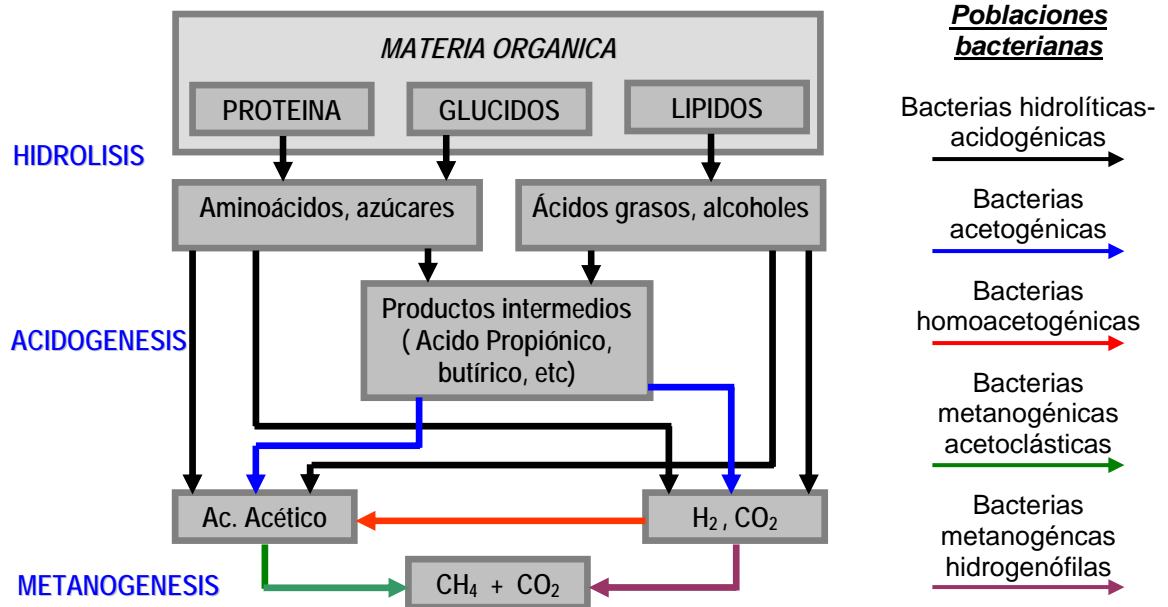 MATERIA ORGANICA
PROTEINA
GLUCIDOS
LIPIDOS
HIDROLISIS
Aminoácidos, azúcares
Ácidos grasos, alcoholes
Productos intermedios
( Acido Propiónico,
butírico, etc)
ACIDOGENESIS
Ac. Acético
H₂ , CO₂
METANOGENESIS
CH₄ + CO₂
Poblaciones
bacterianas
Bacterias hidrolíticas-
acidogénicas
Bacterias
acetogénicas
Bacterias
homoacetogénicas
Bacterias
metanogénicas
acetoclásticas
Bacterias
metanogéncas
hidrogenófilas